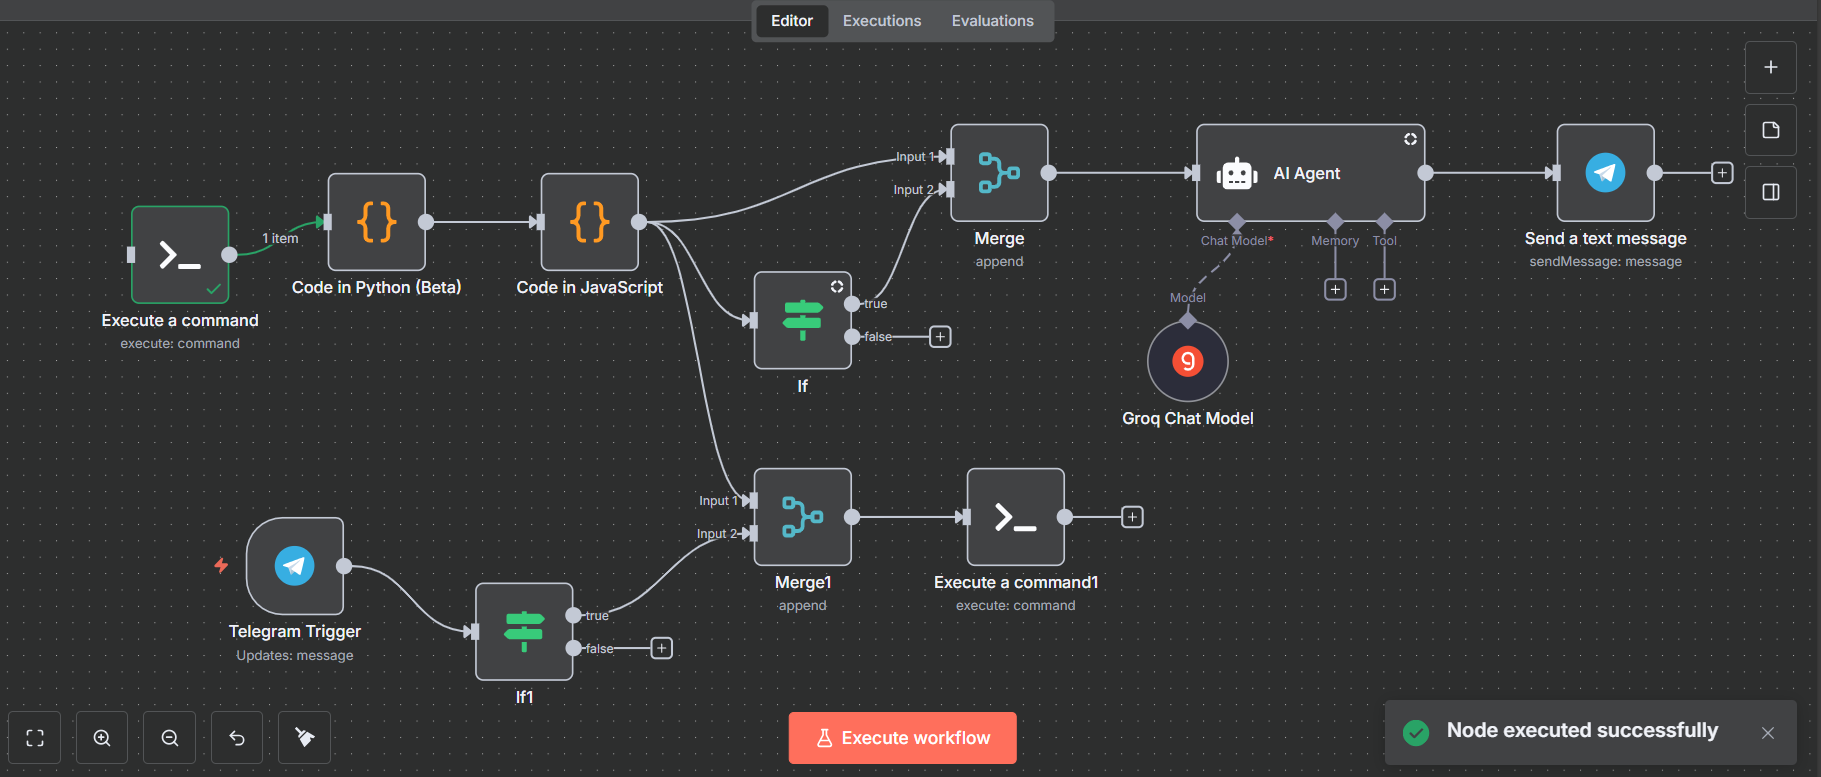 Editor
Executions
Evaluations
1 item
Execute a command
execute: command
Code in Python (Beta)
Code in JavaScript
Input 1
Input 2
Merge
append
true
false
If
AI Agent
Chat Model*
Memory
Tool
Model
Groq Chat Model
Send a text message
sendMessage: message
Telegram Trigger
Updates: message
true
false
If1
Input 1
Input 2
Merge1
append
Execute a command1
execute: command
Execute workflow
Node executed successfully